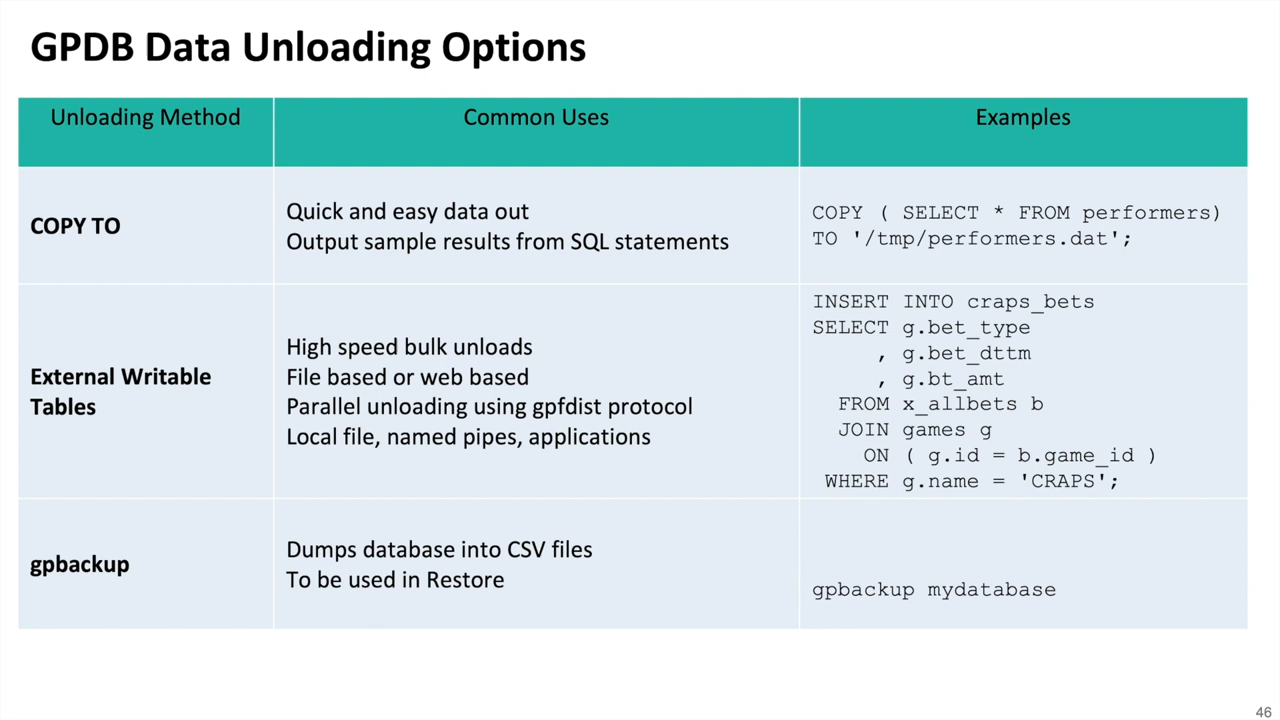 GPDB Data Unloading Options
Unloading Method
Common Uses
Examples
COPY TO
Quick and easy data out
Output sample results from SQL statements
COPY ( SELECT * FROM performers)
TO '/tmp/performers.dat';
External Writable
Tables
High speed bulk unloads
File based or web based
Parallel unloading using gpfdist protocol
Local file, named pipes, applications
INSERT INTO craps_bets
SELECT g.bet_type
, g.bet_dttm
, g.bt_amt
FROM x_allbets b
JOIN games g
ON ( g.id = b.game_id )
WHERE g.name = 'CRAPS';
gpbackup
Dumps database into CSV files
To be used in Restore
gpbackup mydatabase
46